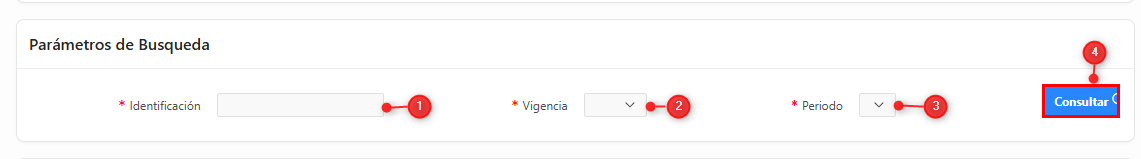 Parámetros de Busqueda
4
* Identificación 1 * Vigencia 2 * Periodo 3 Consultar